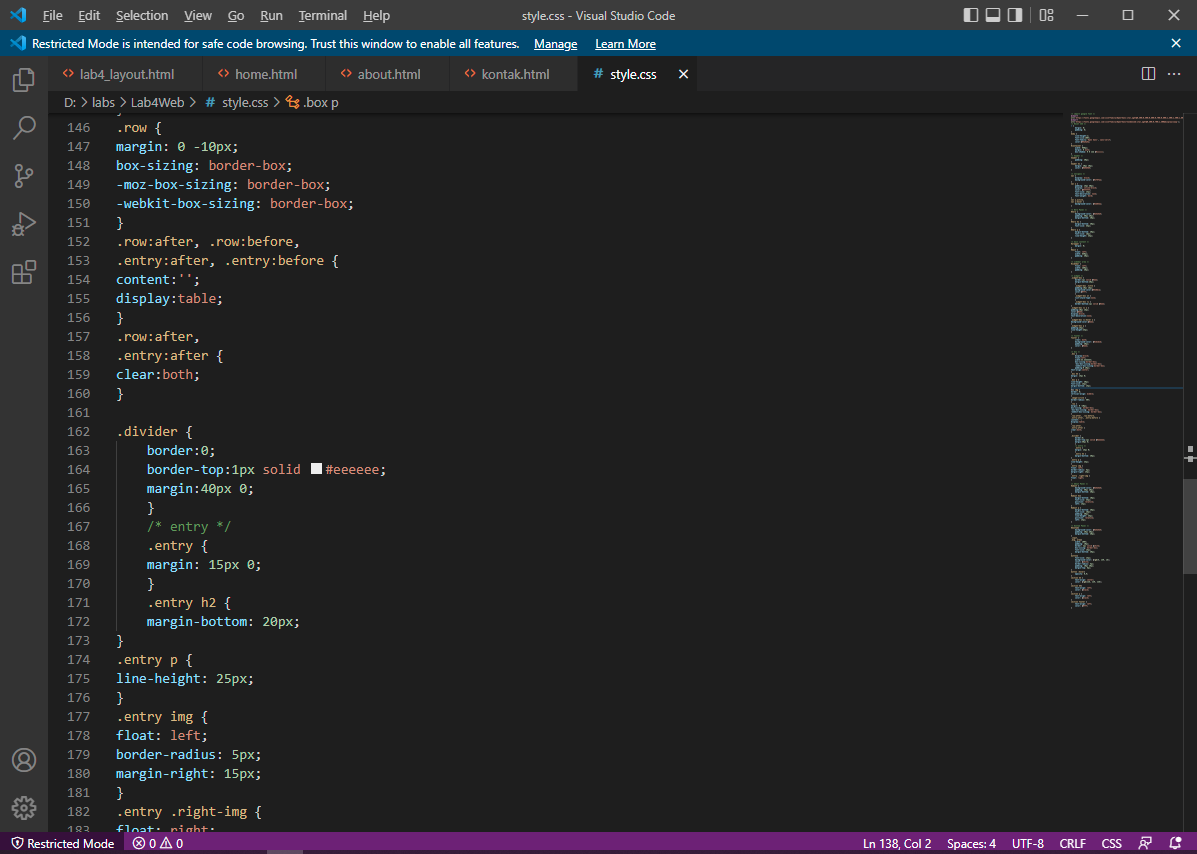 File Edit Selection View Go Run Terminal Help style.css - Visual Studio Code
Restricted Mode is intended for safe code browsing. Trust this window to enable all features. Manage Learn More
<> lab4_layout.html <> home.html <> about.html <> kontak.html # style.css
D: > labs > Lab4Web > # style.css > .box p
146 .row {
147 margin: 0 -10px;
148 box-sizing: border-box;
149 -moz-box-sizing: border-box;
150 -webkit-box-sizing: border-box;
151 }
152 .row:after, .row:before,
153 .entry:after, .entry:before {
154 content:'';
155 display:table;
156 }
157 .row:after,
158 .entry:after {
159 clear:both;
160 }
161
162 .divider {
163 border:0;
164 border-top:1px solid #eeeeee;
165 margin:40px 0;
166 }
167 /* entry */
168 .entry {
169 margin: 15px 0;
170 }
171 .entry h2 {
172 margin-bottom: 20px;
173 }
174 .entry p {
175 line-height: 25px;
176 }
177 .entry img {
178 float: left;
179 border-radius: 5px;
180 margin-right: 15px;
181 }
182 .entry .right-img {
183 float: right;
Restricted Mode 0 0 Ln 138, Col 2 Spaces: 4 UTF-8 CRLF CSS